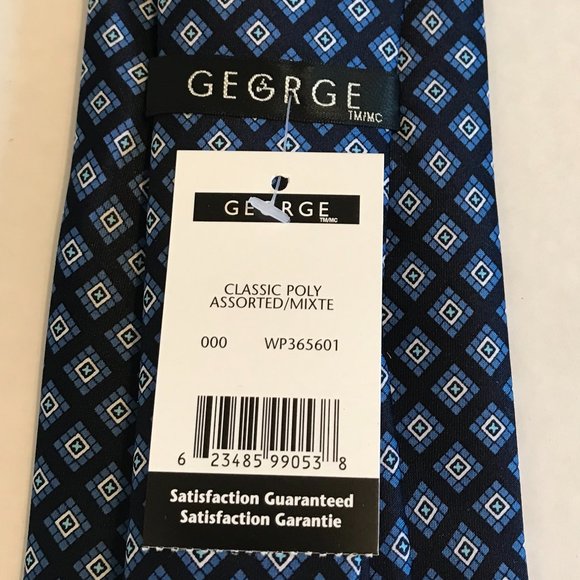 GEORGE
TM/MC
GEORGE
TM/MC
CLASSIC POLY
ASSORTED/MIXTE
000 WP365601
6 23485 99053 8
Satisfaction Guaranteed
Satisfaction Garantie